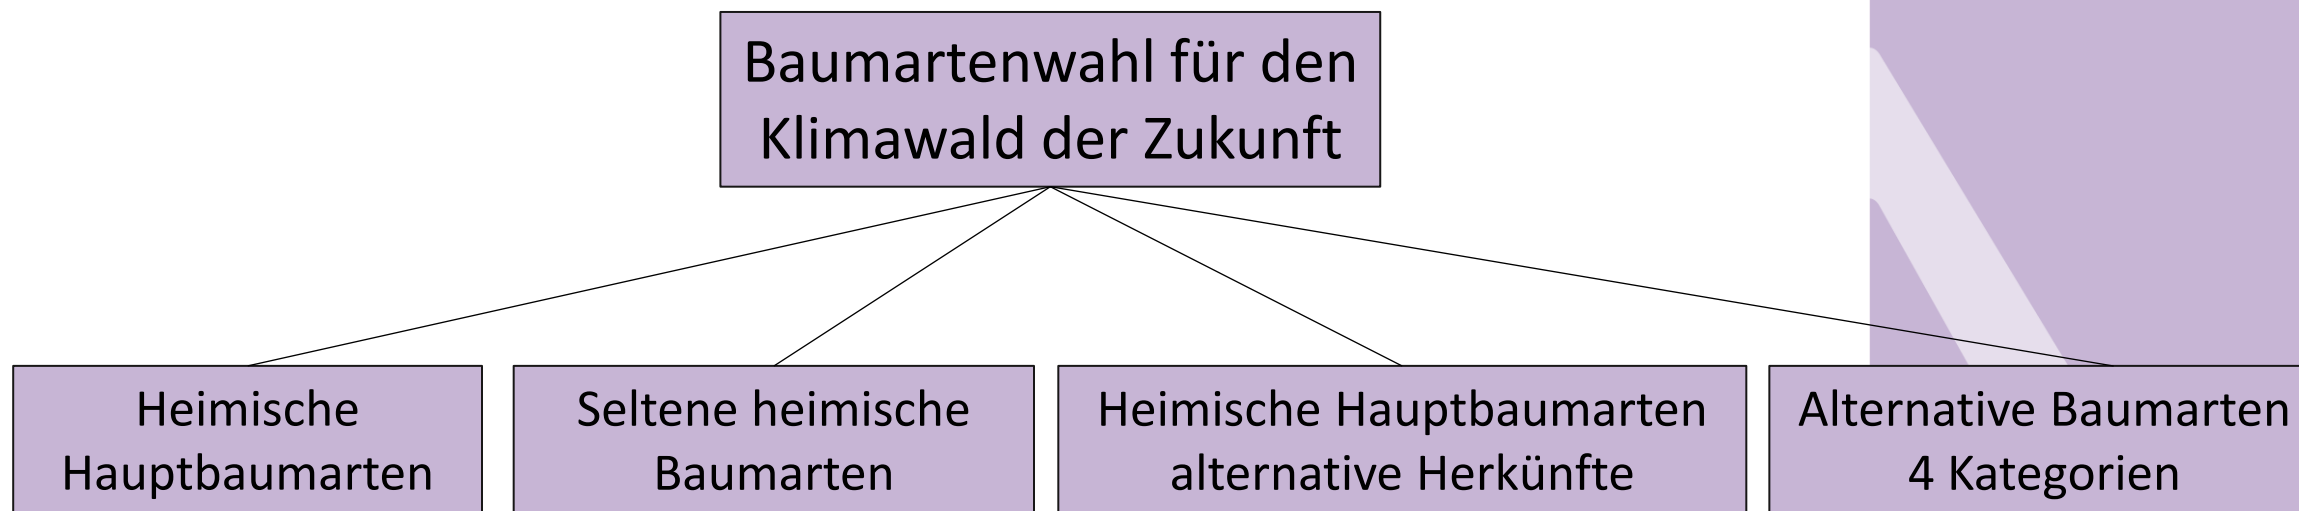 Baumartenwahl für den
Klimawald der Zukunft
Heimische
Hauptbaumarten
Seltene heimische
Baumarten
Heimische Hauptbaumarten
alternative Herkünfte
Alternative Baumarten
4 Kategorien